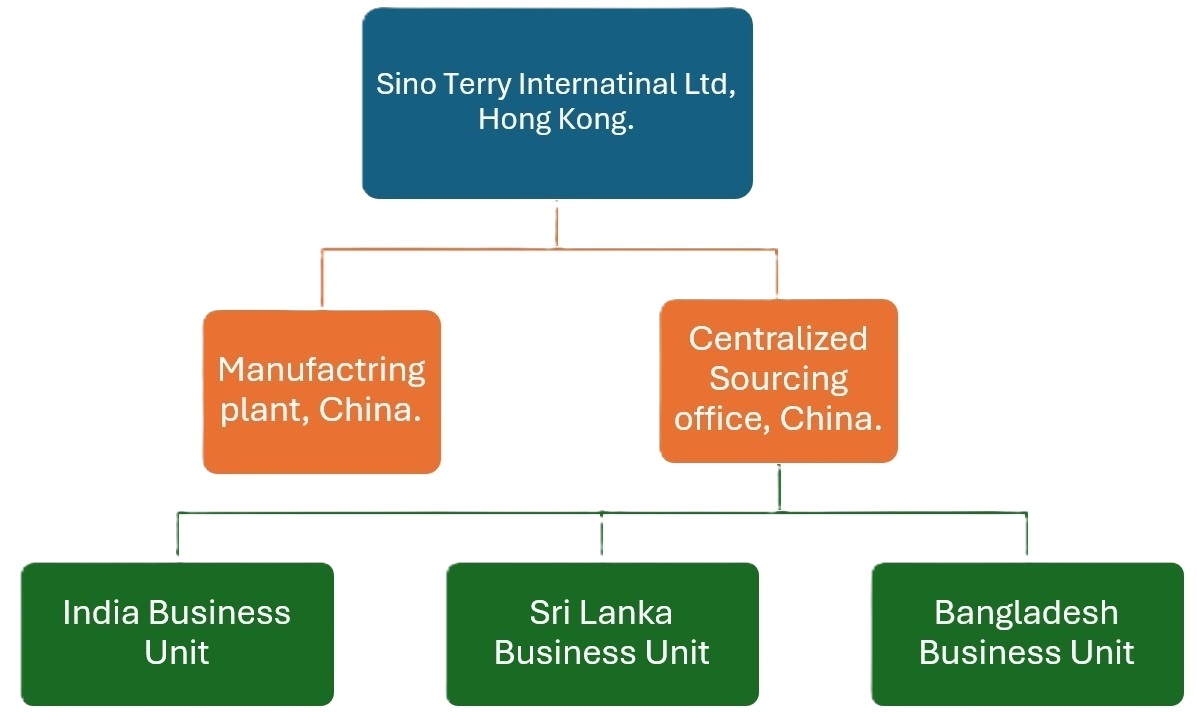 Sino Terry Internatinal Ltd,
Hong Kong.
Manufactring
plant, China.
Centralized
Sourcing
office, China.
India Business
Unit
Sri Lanka
Business Unit
Bangladesh
Business Unit